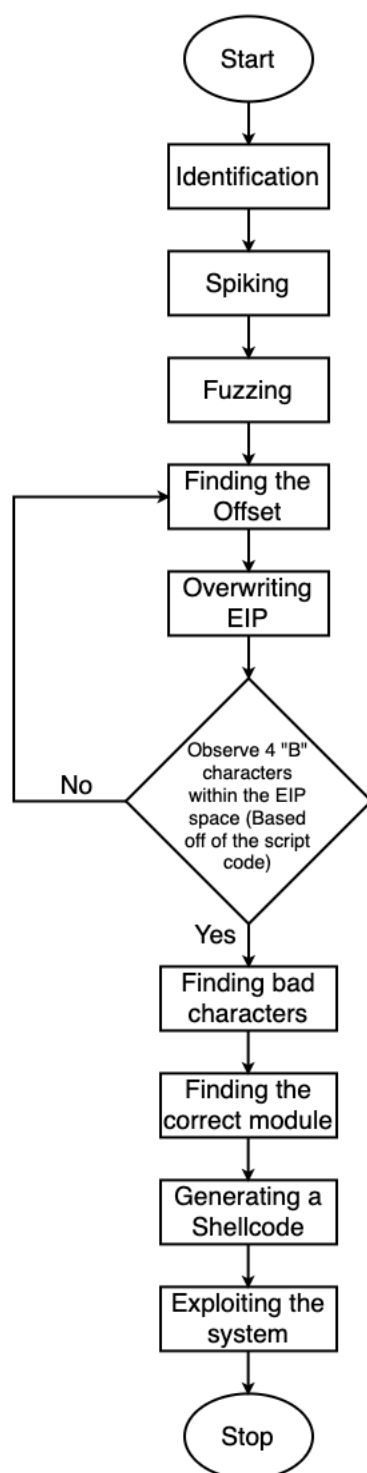 Start
Identification
Spiking
Fuzzing
Finding the
Offset
Overwriting
EIP
Observe 4 "B"
characters
within the EIP
space (Based
off of the script
code)
No
Yes
Finding bad
characters
Finding the
correct module
Generating a
Shellcode
Exploiting the
system
Stop